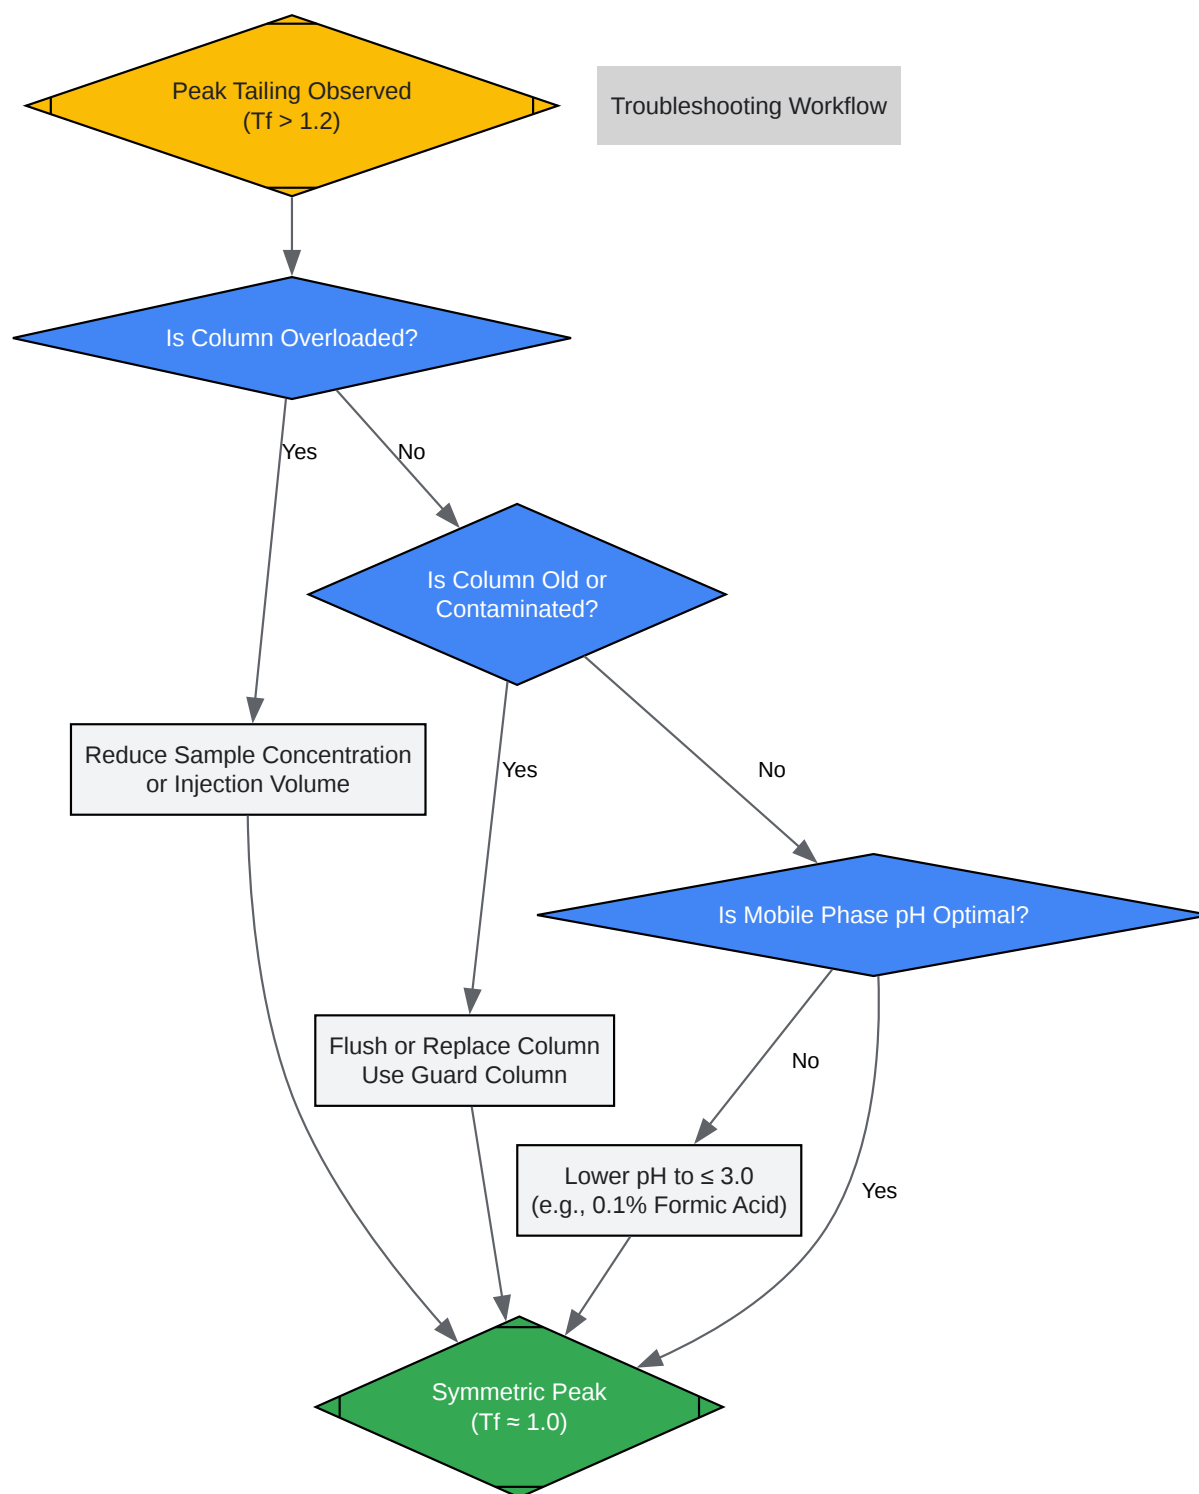 Peak Tailing Observed
(Tf > 1.2)
Troubleshooting Workflow
Is Column Overloaded?
Yes
No
Is Column Old or
Contaminated?
Reduce Sample Concentration
or Injection Volume
Yes
No
Is Mobile Phase pH Optimal?
Flush or Replace Column
Use Guard Column
No
Lower pH to ≤ 3.0
(e.g., 0.1% Formic Acid)
Yes
Symmetric Peak
(Tf ≈ 1.0)